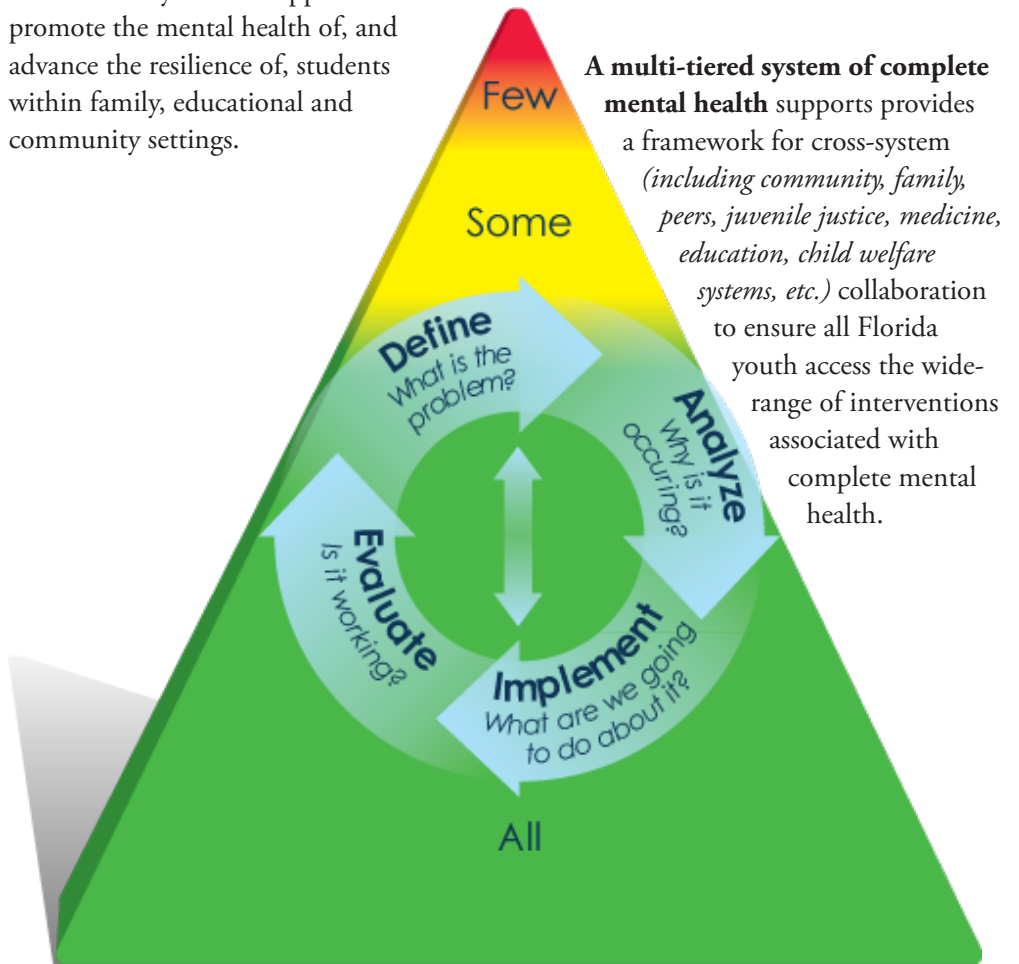 promote the mental health of, and
advance the resilience of, students
within family, educational and
community settings.
A multi-tiered system of complete
mental health supports provides
a framework for cross-system
(including community, family,
peers, juvenile justice, medicine,
education, child welfare
systems, etc.) collaboration
to ensure all Florida
youth access the wide-
range of interventions
associated with
complete mental
health.
Few
Some
Define
What is the
problem?
Analyze
Why is it
occuring?
Implement
What are we going
to do about it?
Evaluate
Is it working?
All